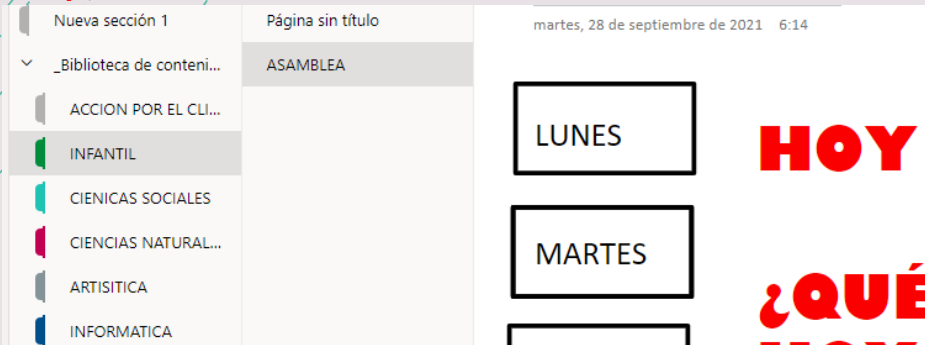 Nueva sección 1
_Biblioteca de conteni...
ACCION POR EL CLI...
INFANTIL
CIENICAS SOCIALES
CIENCIAS NATURAL...
ARTISITICA
INFORMATICA
Página sin título
ASAMBLEA
martes, 28 de septiembre de 2021 6:14
LUNES
MARTES
HOY
¿QUÉ